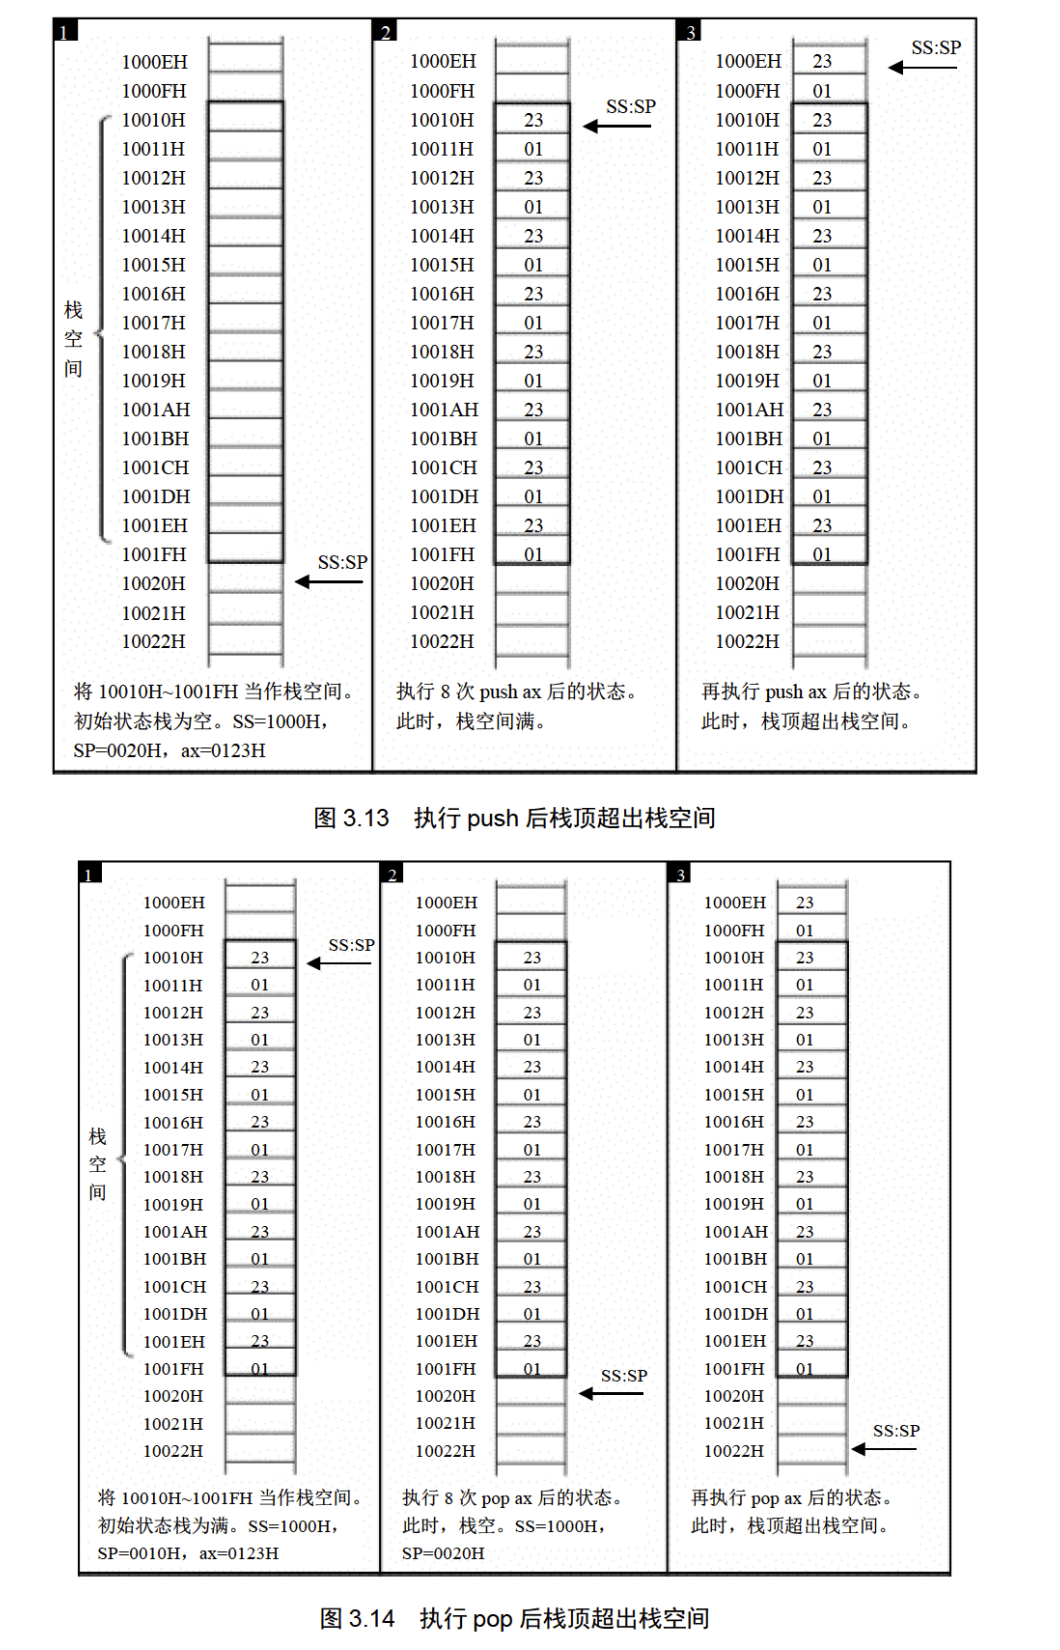 1
1000EH
1000FH
10010H
10011H
10012H
10013H
10014H
10015H
10016H
10017H
10018H
10019H
1001AH
1001BH
1001CH
1001DH
1001EH
1001FH
10020H
10021H
10022H
栈
空
间
SS:SP
将 10010H~1001FH 当作栈空间。
初始状态栈为空。SS=1000H，
SP=0020H，ax=0123H
2
1000EH
1000FH
10010H 23
10011H 01
10012H 23
10013H 01
10014H 23
10015H 01
10016H 23
10017H 01
10018H 23
10019H 01
1001AH 23
1001BH 01
1001CH 23
1001DH 01
1001EH 23
1001FH 01
10020H
10021H
10022H
SS:SP
执行 8 次 push ax 后的状态。
此时，栈空间满。
3
1000EH 23
1000FH 01
10010H 23
10011H 01
10012H 23
10013H 01
10014H 23
10015H 01
10016H 23
10017H 01
10018H 23
10019H 01
1001AH 23
1001BH 01
1001CH 23
1001DH 01
1001EH 23
1001FH 01
10020H
10021H
10022H
SS:SP
再执行 push ax 后的状态。
此时，栈顶超出栈空间。
图 3.13 执行 push 后栈顶超出栈空间
1
1000EH
1000FH
10010H 23
10011H 01
10012H 23
10013H 01
10014H 23
10015H 01
10016H 23
10017H 01
10018H 23
10019H 01
1001AH 23
1001BH 01
1001CH 23
1001DH 01
1001EH 23
1001FH 01
10020H
10021H
10022H
栈
空
间
SS:SP
将 10010H~1001FH 当作栈空间。
初始状态栈为满。SS=1000H，
SP=0010H，ax=0123H
2
1000EH
1000FH
10010H 23
10011H 01
10012H 23
10013H 01
10014H 23
10015H 01
10016H 23
10017H 01
10018H 23
10019H 01
1001AH 23
1001BH 01
1001CH 23
1001DH 01
1001EH 23
1001FH 01
10020H
10021H
10022H
SS:SP
执行 8 次 pop ax 后的状态。
此时，栈空。SS=1000H，
SP=0020H
3
1000EH 23
1000FH 01
10010H 23
10011H 01
10012H 23
10013H 01
10014H 23
10015H 01
10016H 23
10017H 01
10018H 23
10019H 01
1001AH 23
1001BH 01
1001CH 23
1001DH 01
1001EH 23
1001FH 01
10020H
10021H
10022H
SS:SP
再执行 pop ax 后的状态。
此时，栈顶超出栈空间。
图 3.14 执行 pop 后栈顶超出栈空间